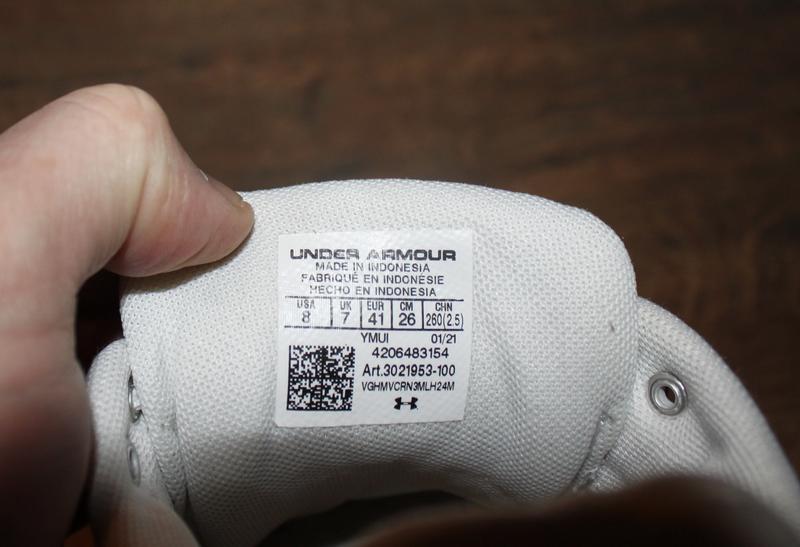 UNDER ARMOUR
MADE IN INDONESIA
FABRIQUÉ EN INDONÉSIE
HECHO EN INDONESIA
USA UK EUR CM CHN
8 7 41 26 260(2.5)
YMUI 01/21
4206483154
Art.3021953-100
VGHMVCRN3MLH24M